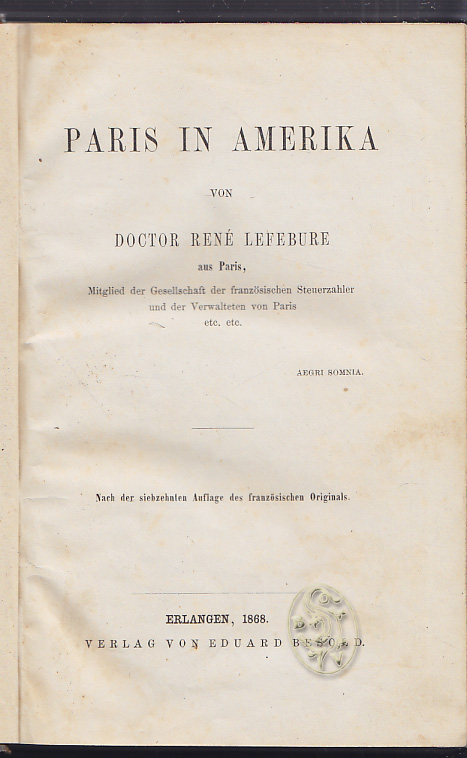 PARIS IN AMERIKA
VON
DOCTOR RENÉ LEFEBURE
aus Paris,
Mitglied der Gesellschaft der französischen Steuerzahler
und der Verwalteten von Paris
etc. etc.
AEGRI SOMNIA.
Nach der siebzehnten Auflage des französischen Originals.
ERLANGEN, 1868.
VERLAG VON EDUARD